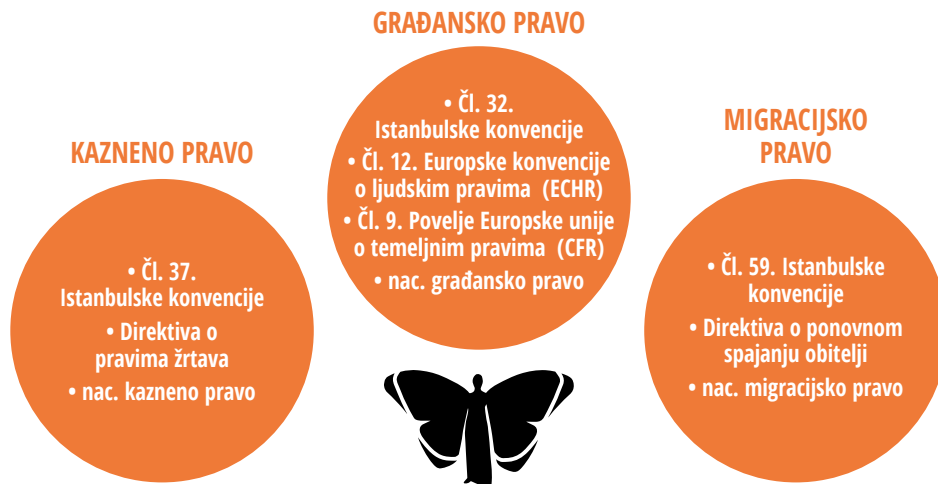 GRAĐANSKO PRAVO
• Čl. 32.
Istanbulske konvencije
• Čl. 12. Europske konvencije
o ljudskim pravima (ECHR)
• Čl. 9. Povelje Europske unije
o temeljnim pravima (CFR)
• nac. građansko pravo
KAZNENO PRAVO
• Čl. 37.
Istanbulske konvencije
• Direktiva o
pravima žrtava
• nac. kazneno pravo
MIGRACIJSKO
PRAVO
• Čl. 59. Istanbulske
konvencije
• Direktiva o ponovnom
spajanju obitelji
• nac. migracijsko pravo